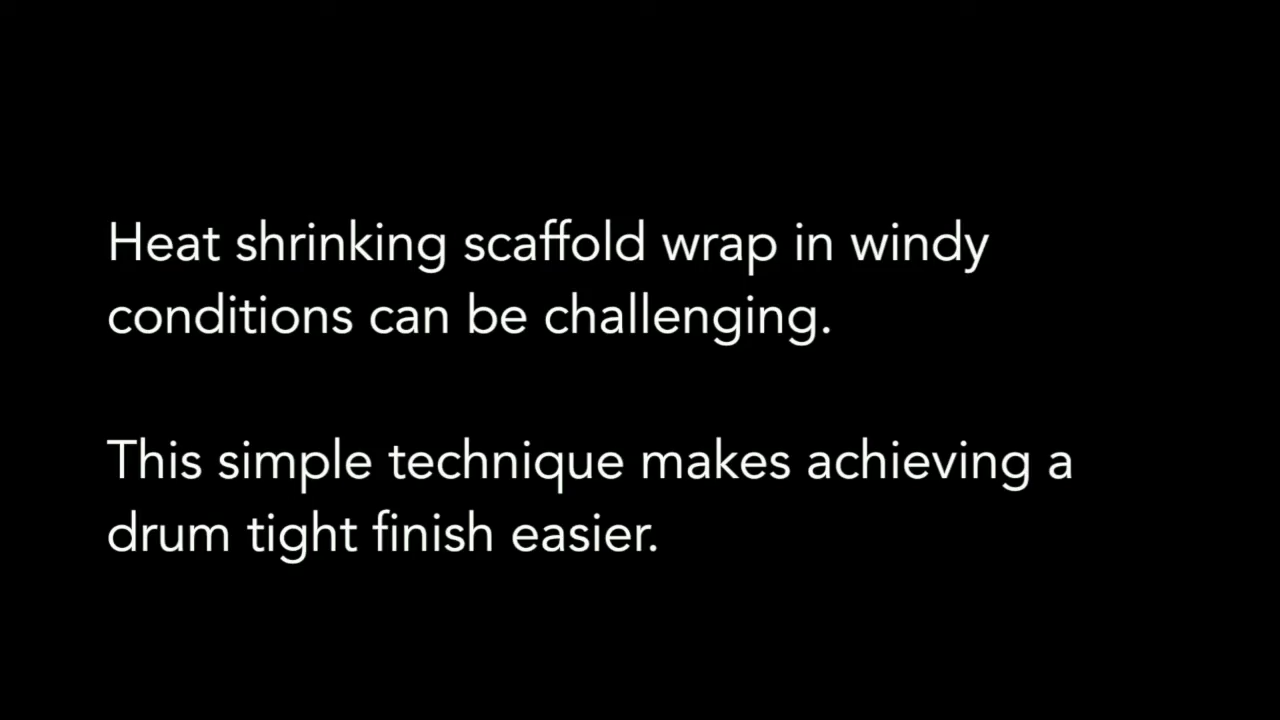 Heat shrinking scaffold wrap in windy
conditions can be challenging.
This simple technique makes achieving a
drum tight finish easier.